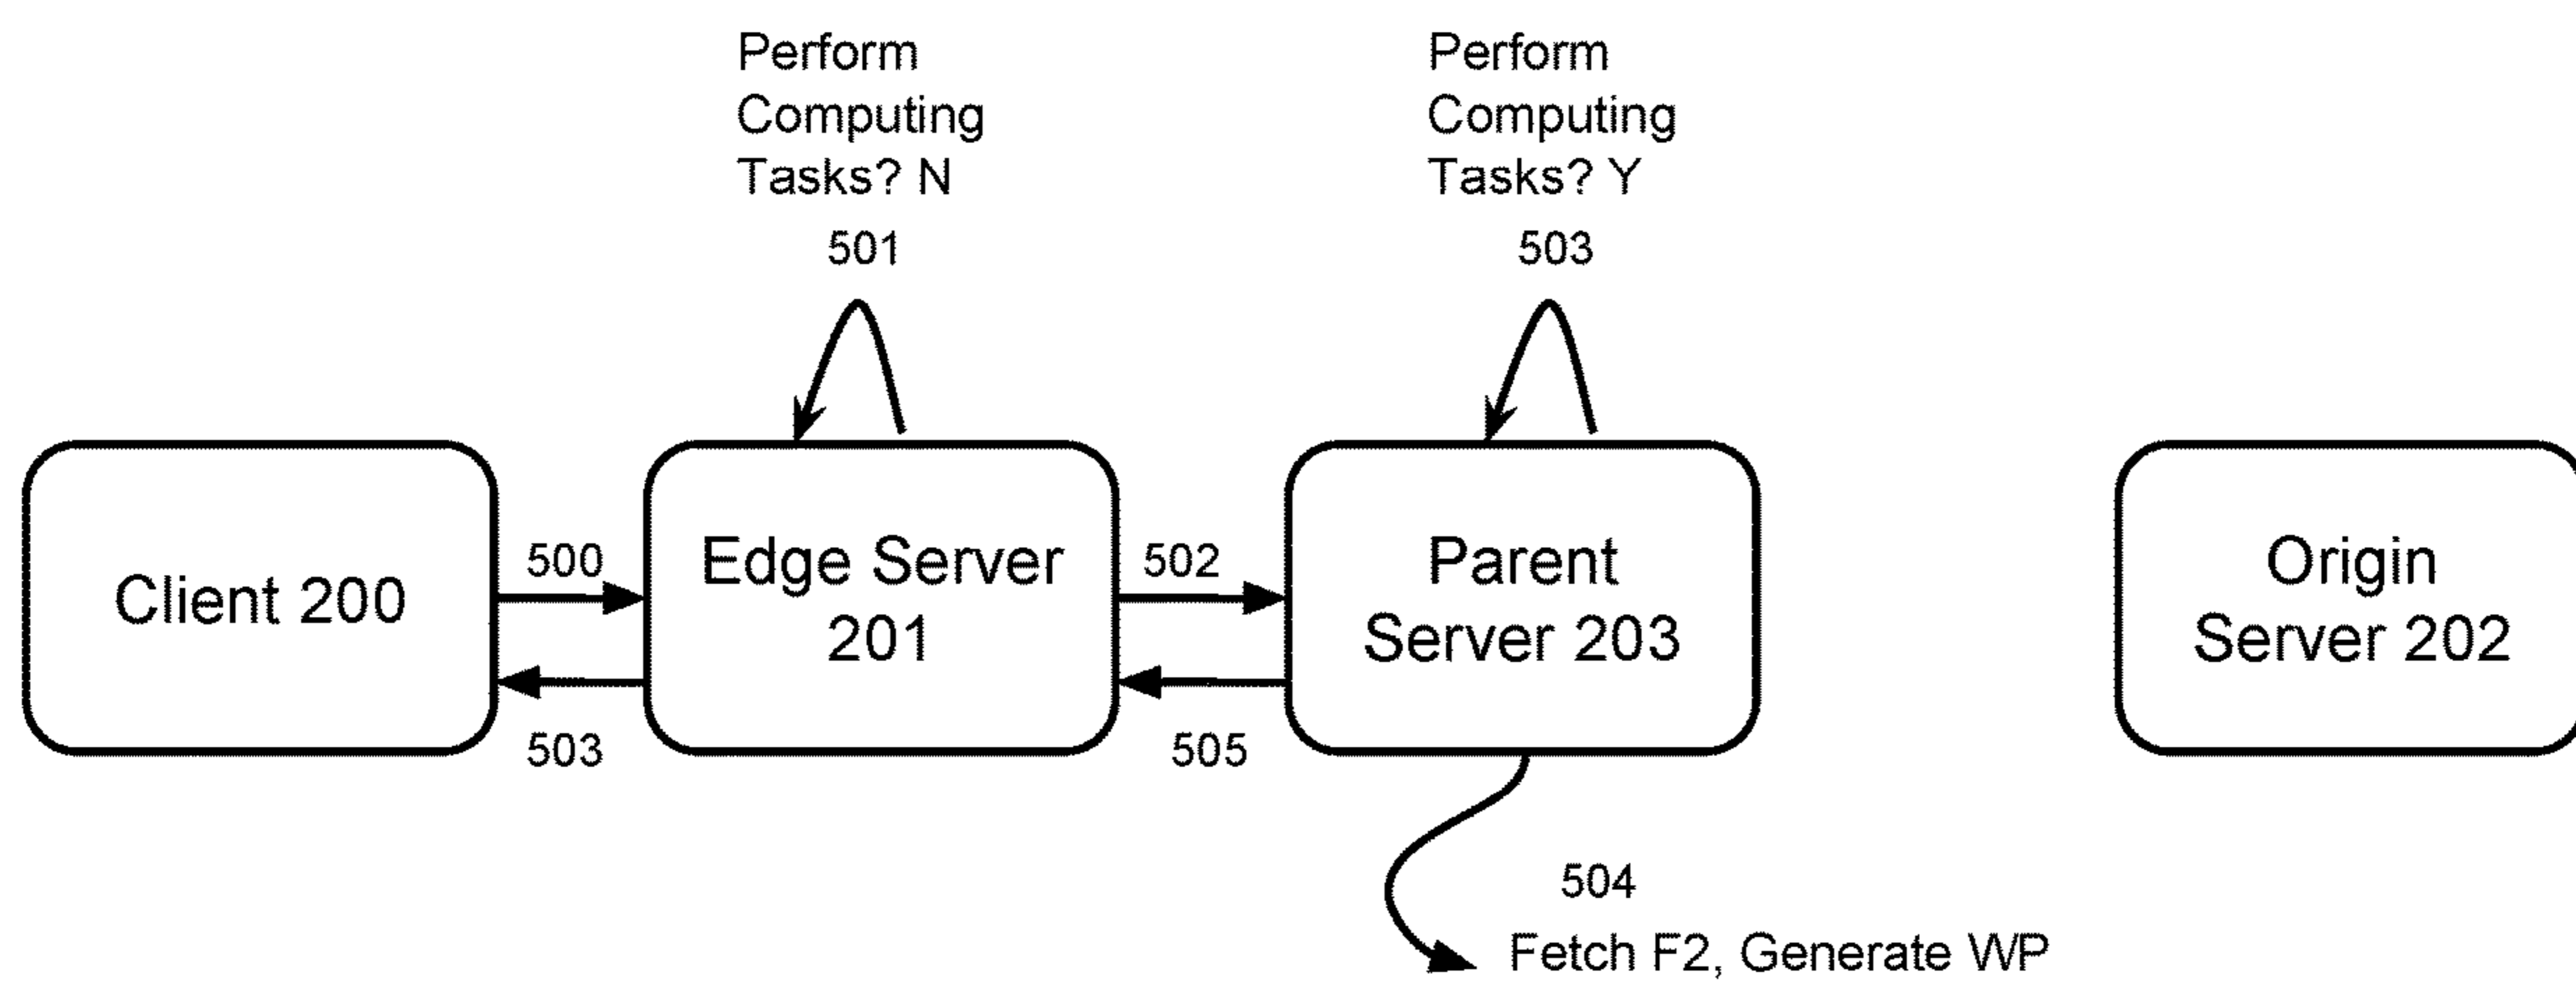 Perform
Computing
Tasks? N
501
Perform
Computing
Tasks? Y
503
Client 200
500
503
Edge Server
201
502
505
Parent
Server 203
Origin
Server 202
504
Fetch F2, Generate WP